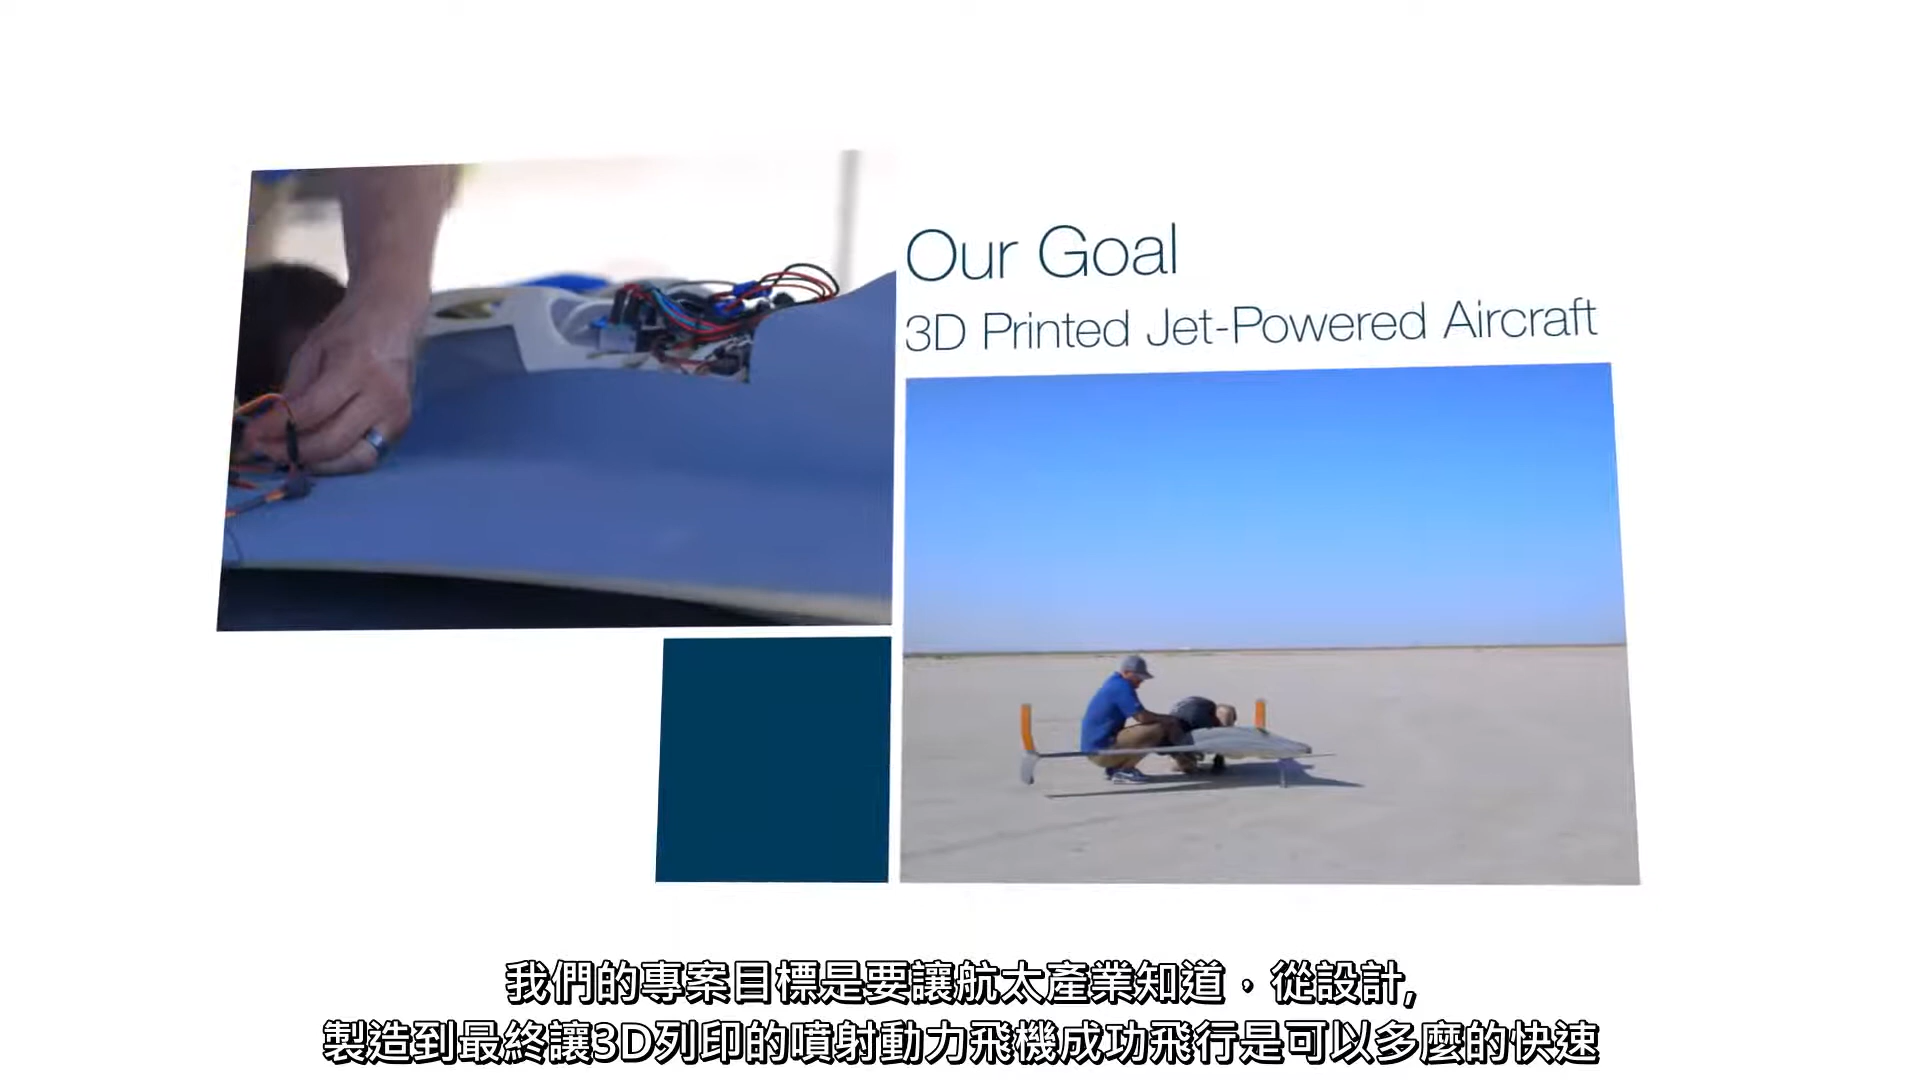 Our Goal
3D Printed Jet-Powered Aircraft
我們的專案目標是要讓航太產業知道，從設計,
製造到最終讓3D列印的噴射動力飛機成功飛行是可以多麼的快速